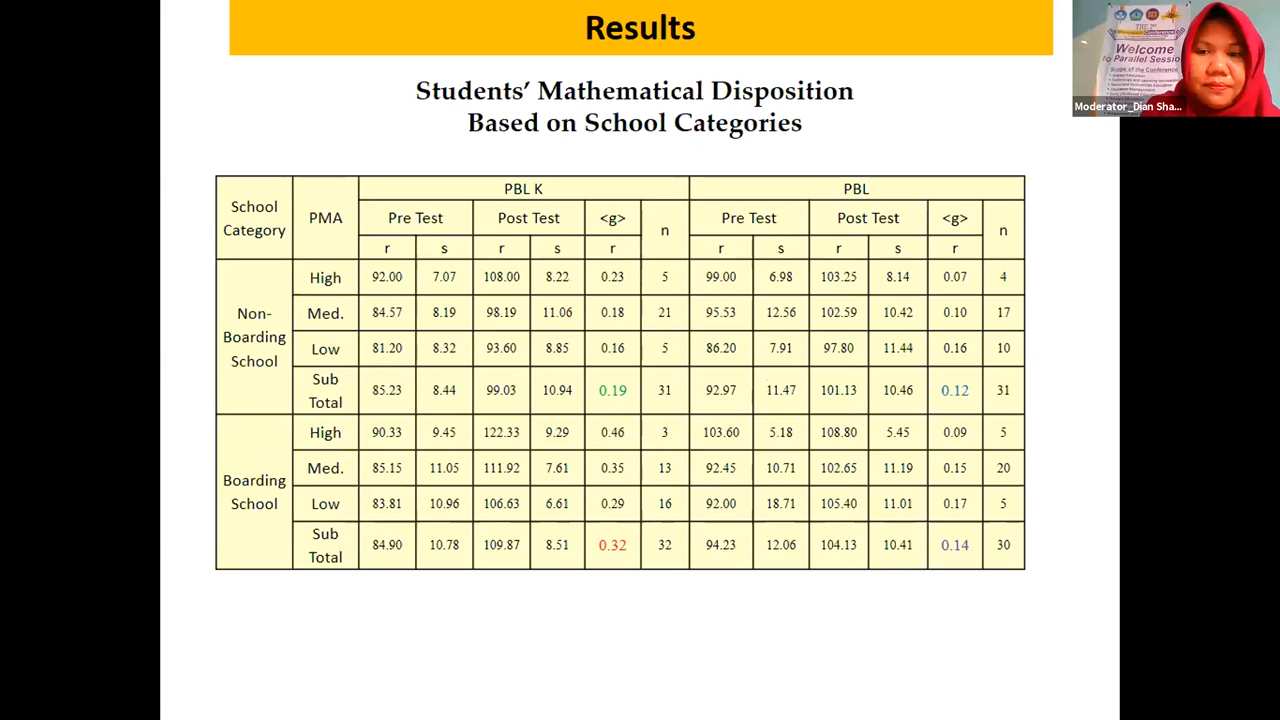 Results
Students’ Mathematical Disposition
Based on School Categories
School Category PMA PBL K PBL
Pre Test Post Test <g> n Pre Test Post Test <g> n
r s r s r r s r s r
Non-Boarding School
High 92.00 7.07 108.00 8.22 0.23 5 99.00 6.98 103.25 8.14 0.07 4
Med. 84.57 8.19 98.19 11.06 0.18 21 95.53 12.56 102.59 10.42 0.10 17
Low 81.20 8.32 93.60 8.85 0.16 5 86.20 7.91 97.80 11.44 0.16 10
Sub Total 85.23 8.44 99.03 10.94 0.19 31 92.97 11.47 101.13 10.46 0.12 31
Boarding School
High 90.33 9.45 122.33 9.29 0.46 3 103.60 5.18 108.80 5.45 0.09 5
Med. 85.15 11.05 111.92 7.61 0.35 13 92.45 10.71 102.65 11.19 0.15 20
Low 83.81 10.96 106.63 6.61 0.29 16 92.00 18.71 105.40 11.01 0.17 5
Sub Total 84.90 10.78 109.87 8.51 0.32 32 94.23 12.06 104.13 10.41 0.14 30
THE 2
Welcome
to Parallel Sessio
Scope of the Conference
Moderator_Dian Sha...